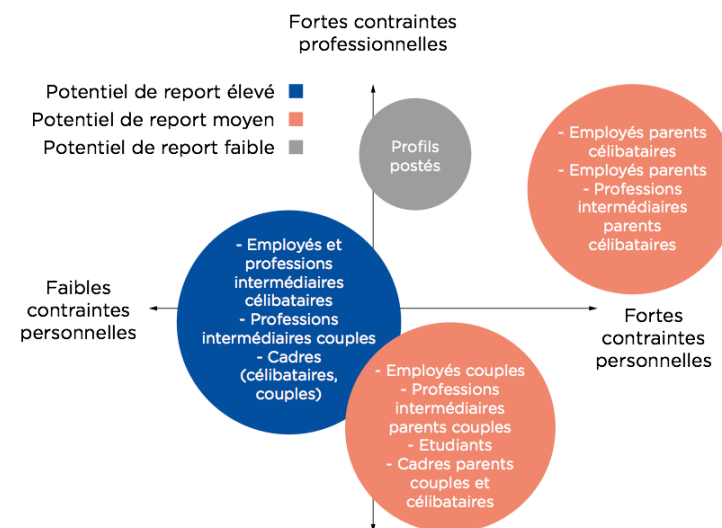 Fortes contraintes
professionnelles
Potentiel de report élevé
Potentiel de report moyen
Potentiel de report faible
Profils
postés
- Employés parents
célibataires
- Employés parents
- Professions
intermédiaires
parents
célibataires
- Employés et
professions
intermédiaires
célibataires
- Professions
intermédiaires couples
- Cadres
(célibataires,
couples)
Faibles
contraintes
personnelles
Fortes
contraintes
personnelles
- Employés couples
- Professions
intermédiaires
parents couples
- Etudiants
- Cadres parents
couples et
célibataires